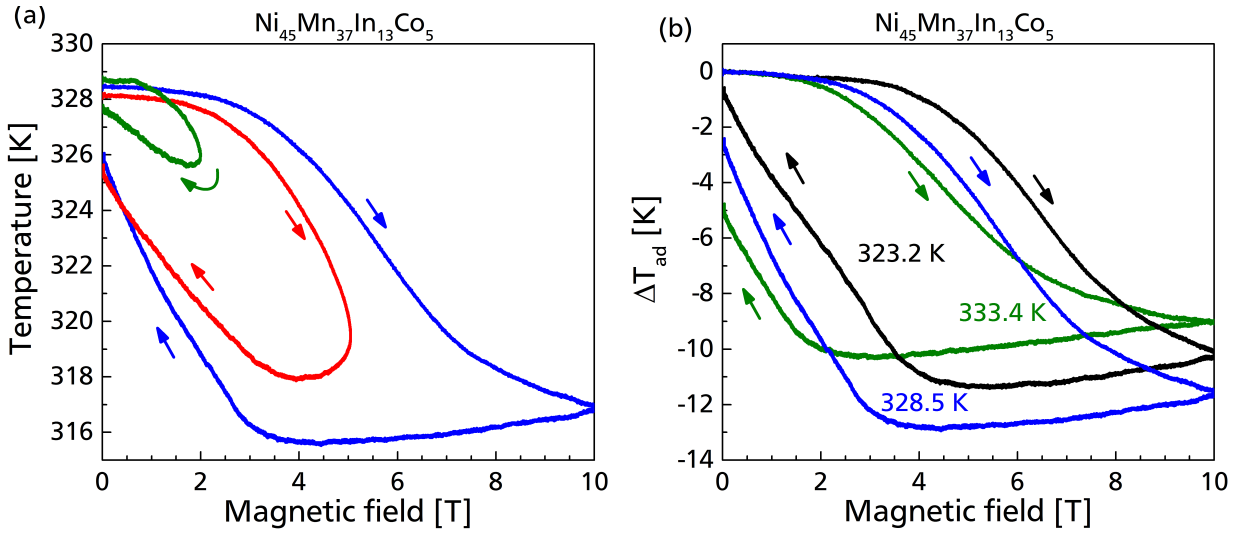 (a)
Ni45Mn37In13Co5
330
328
326
324
322
320
318
316
0 2 4 6 8 10
Temperature [K]
Magnetic field [T]
(b)
Ni45Mn37In13Co5
0
-2
-4
-6
-8
-10
-12
-14
0 2 4 6 8 10
ΔTad [K]
323.2 K
333.4 K
328.5 K
Magnetic field [T]